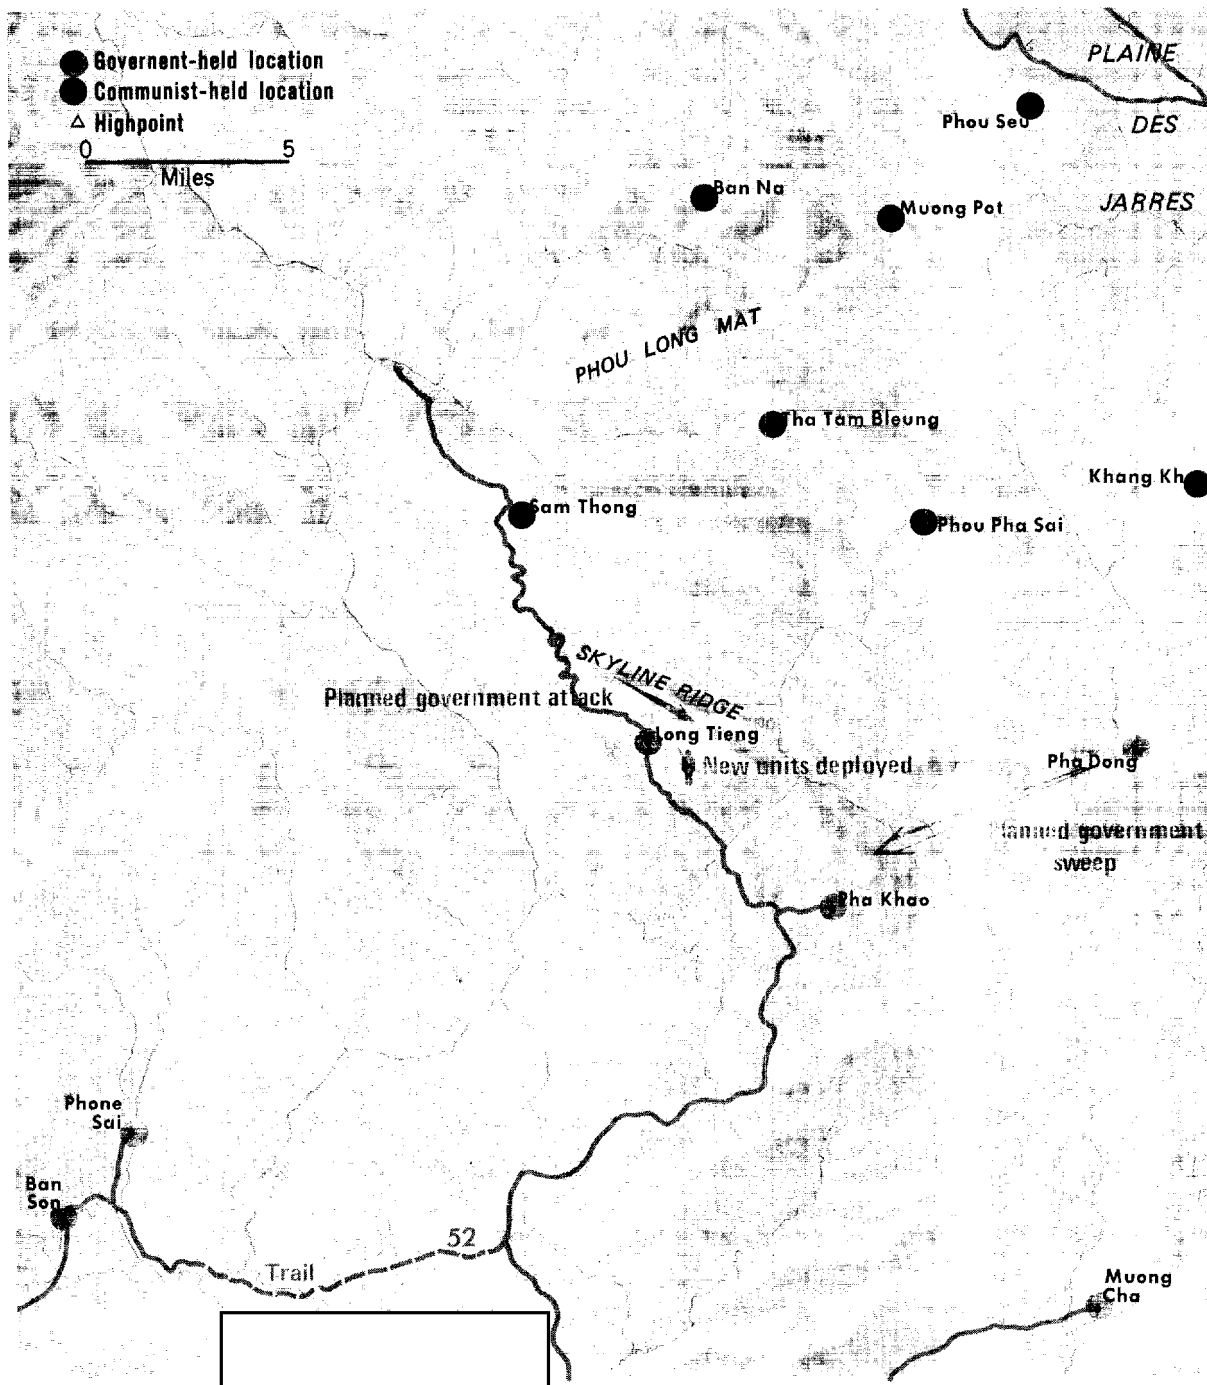 Governent-held location
Communist-held location
Highpoint
0 5
Miles
PLAINE
DES
JARRES
Phou Seu
Ban Na
Muong Pot
PHOU LONG MAT
Tha Tam Bleung
Khang Kh
Sam Thong
Phou Pha Sai
SKYLINE RIDGE
Planned government attack
Long Tieng
New units deployed
Pha Dong
Planned government
sweep
Pha Khao
Phone
Sai
Ban
Son
52
Trail
Muong
Cha